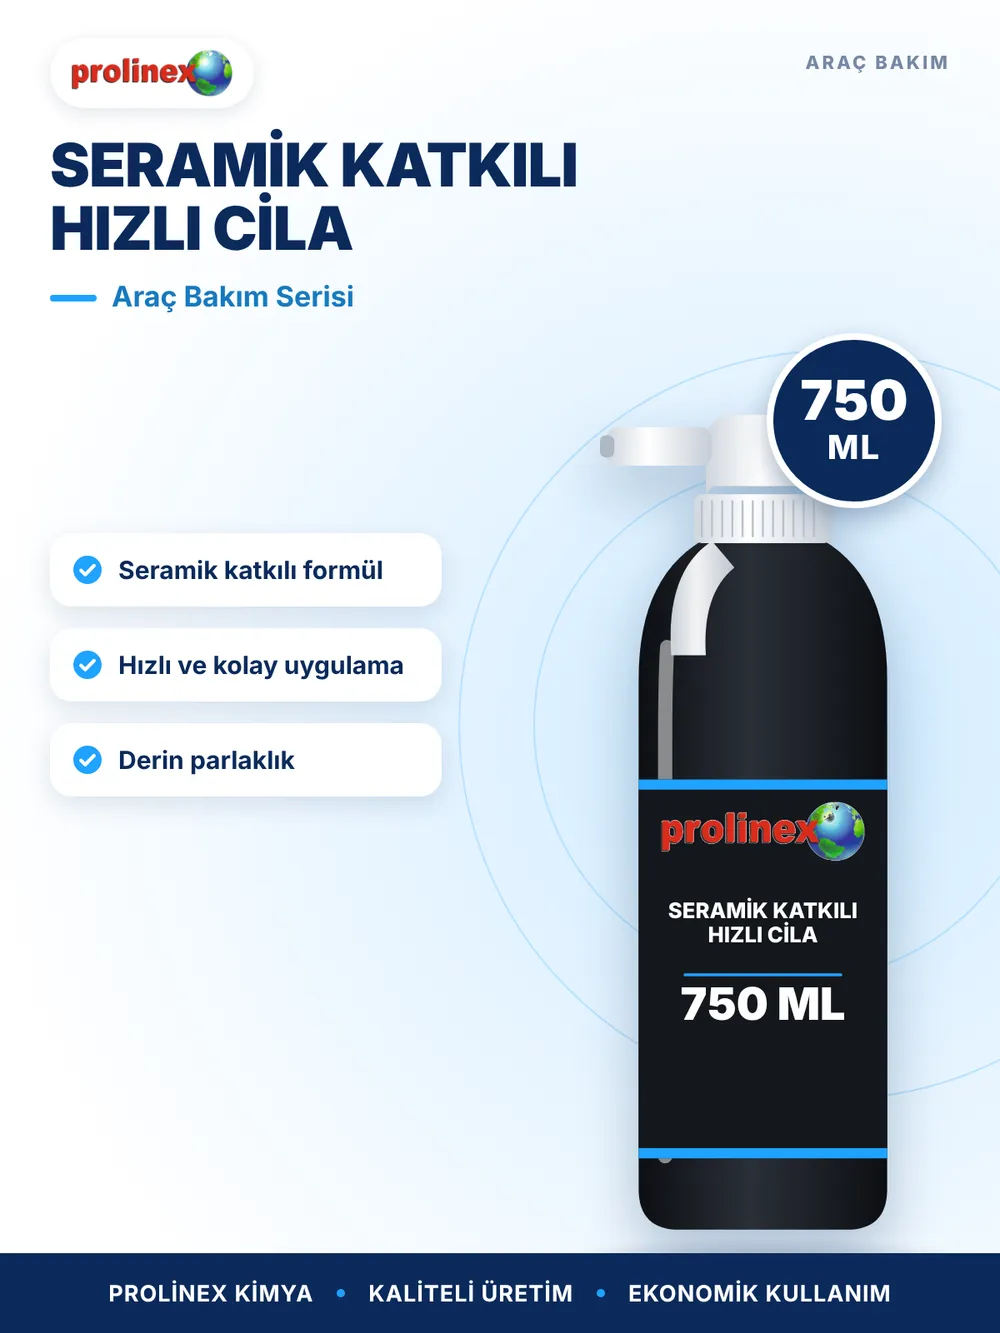 prolinex
ARAÇ BAKIM
SERAMİK KATKILI
HIZLI CİLA
Araç Bakım Serisi
750
ML
Seramik katkılı formül
Hızlı ve kolay uygulama
Derin parlaklık
prolinex
SERAMİK KATKILI
HIZLI CİLA
750 ML
PROLİNEX KİMYA • KALİTELİ ÜRETİM • EKONOMİK KULLANIM